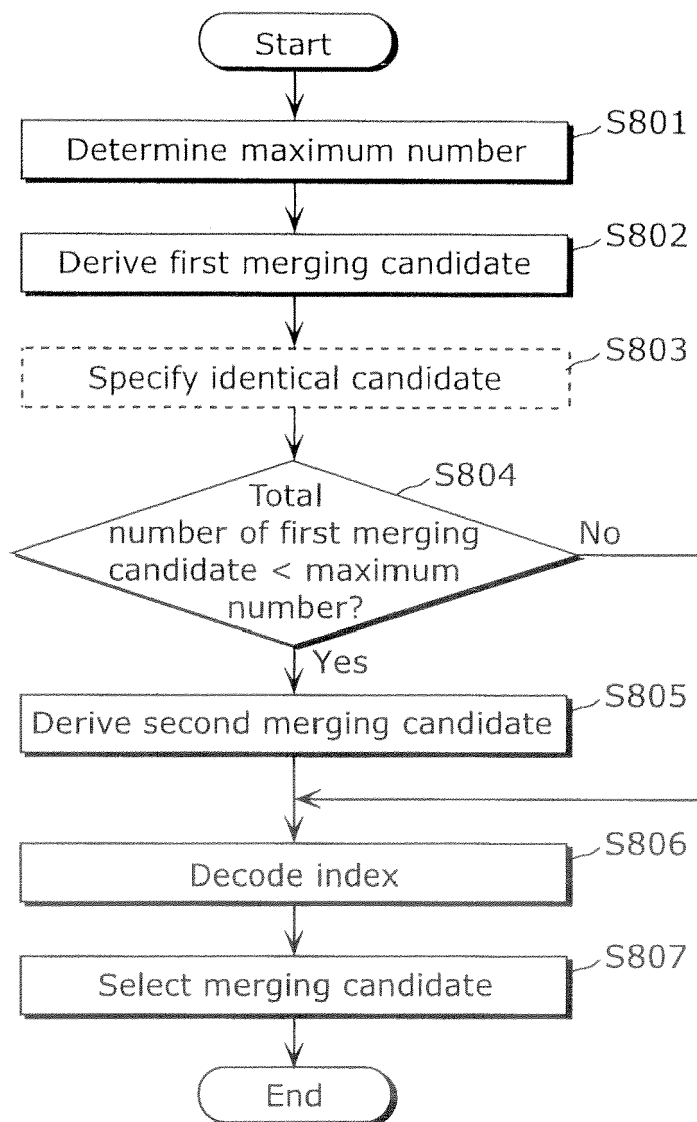 Start
S801
Determine maximum number
S802
Derive first merging candidate
S803
Specify identical candidate
S804
Total
number of first merging
candidate < maximum
number?
No
Yes
S805
Derive second merging candidate
S806
Decode index
S807
Select merging candidate
End